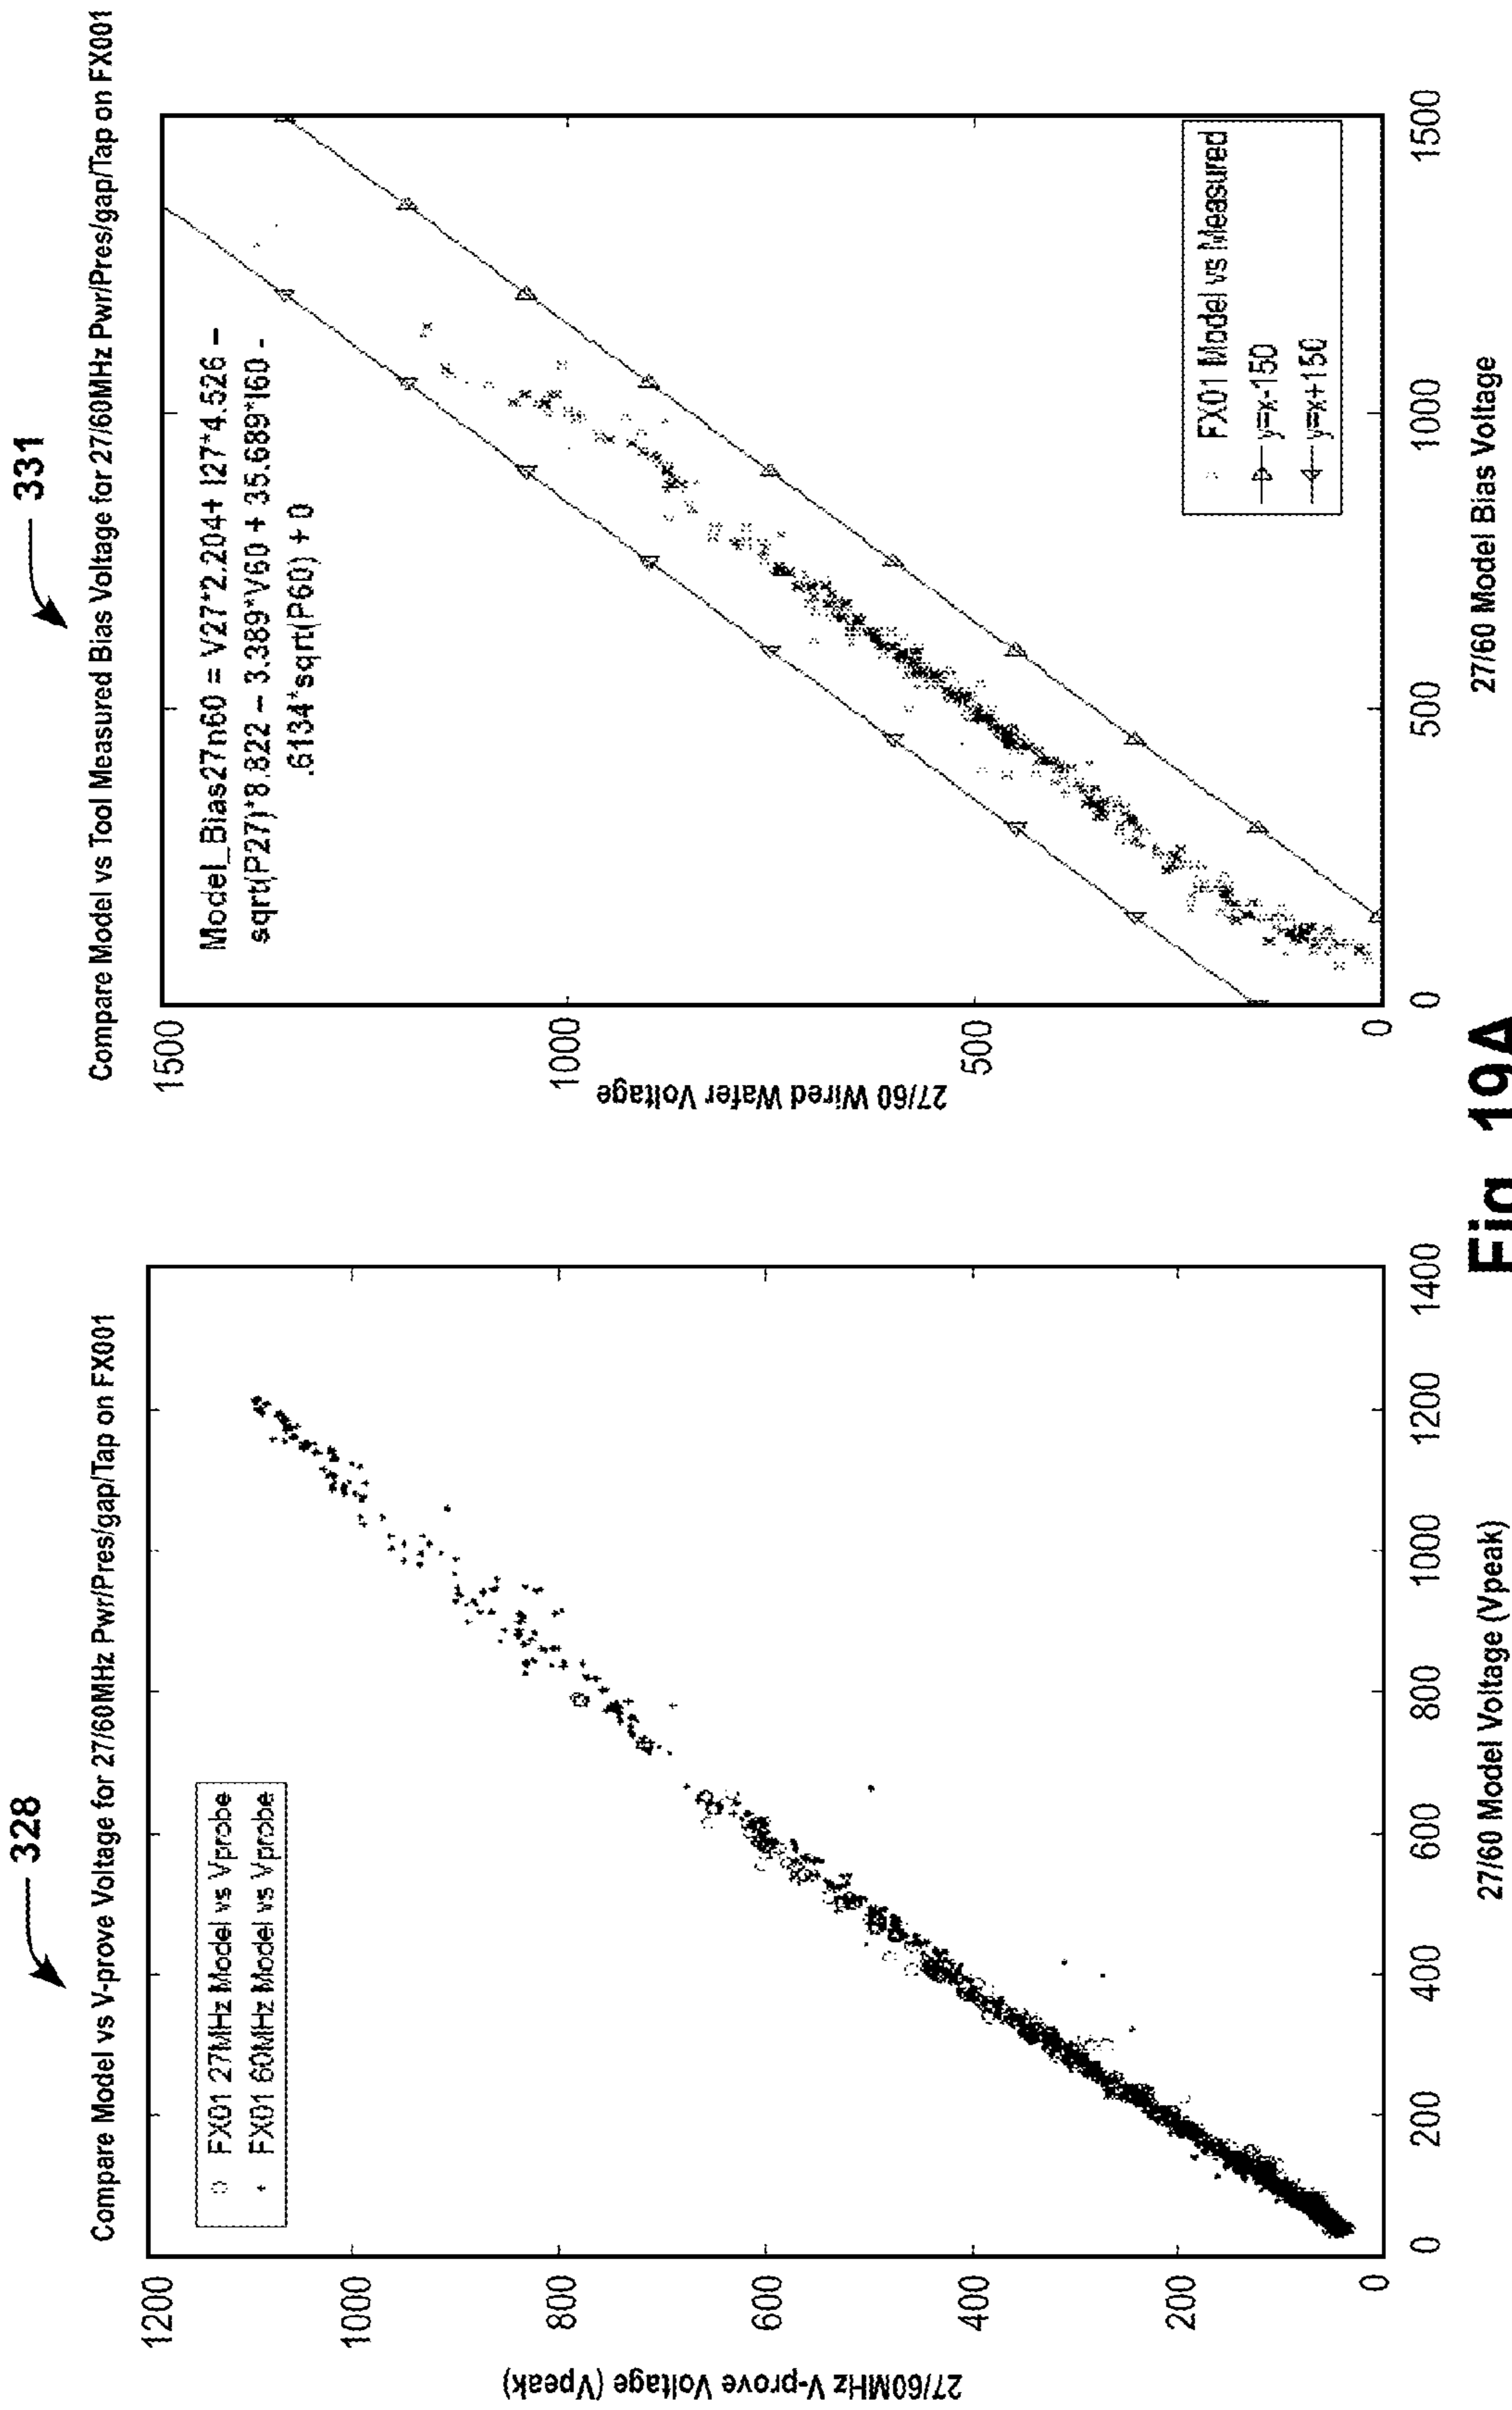 328
Compare Model vs V-prove Voltage for 27/60MHz Pwr/Pres/gap/Tap on FX001
27/60MHz V-prove Voltage (Vpeak)
1200
1000
800
600
400
200
0
FX01 27MHz Model vs Vprobe
FX01 60MHz Model vs Vprobe
0 200 400 600 800 1000 1200 1400
27/60 Model Voltage (Vpeak)
331
Compare Model vs Tool Measured Bias Voltage for 27/60MHz Pwr/Pres/gap/Tap on FX001
27/60 Wired Wafer Voltage
1500
1000
500
0
Model_Bias27n60 = V27*2.204+ I27*4.526 –
sqrt(P27)*8.822 – 3.389*V60 + 35.689*I60 -
.6134*sqrt(P60) + 0
FX01 Model vs Measured
y=x-150
y=x+150
0 500 1000 1500
27/60 Model Bias Voltage
Fig. 19A